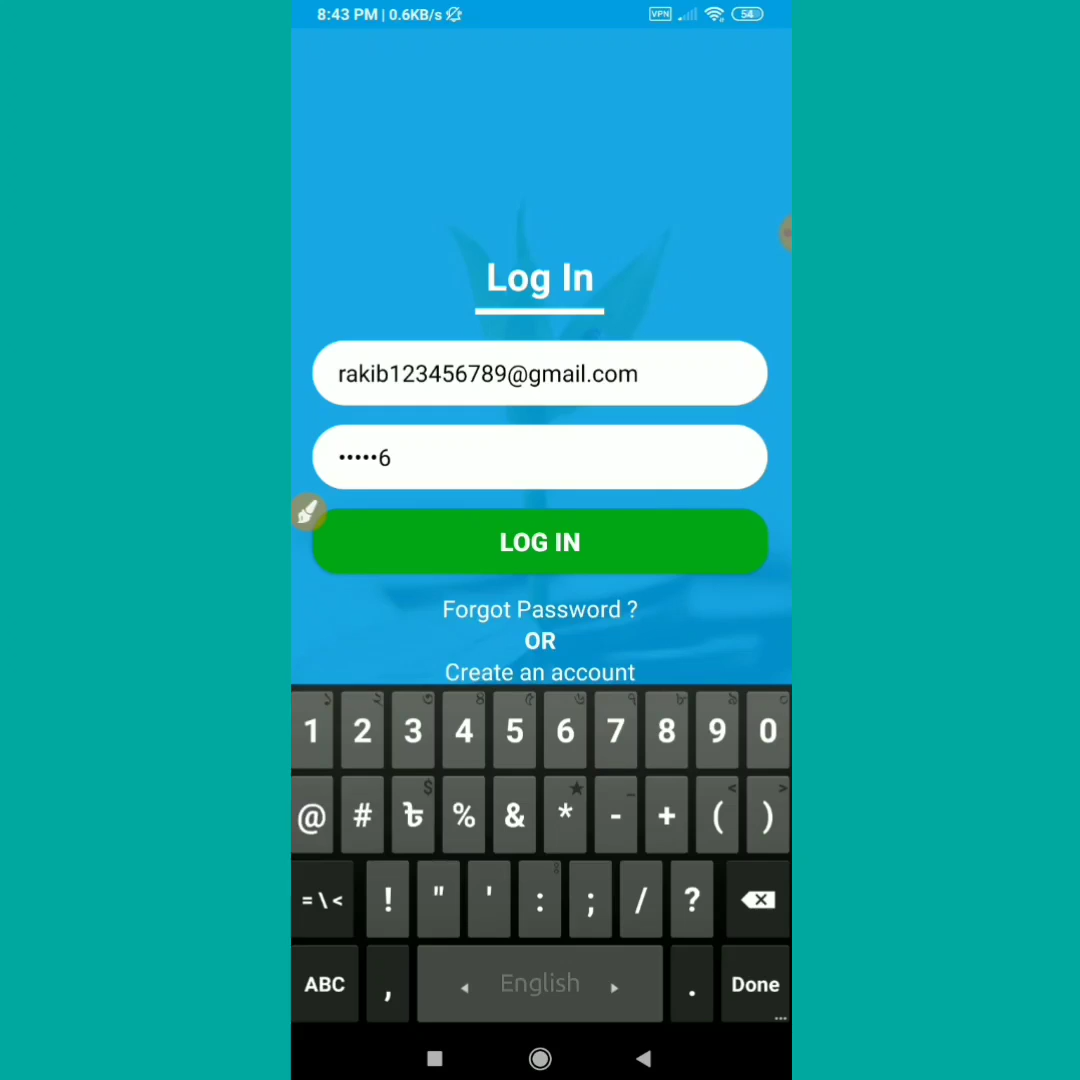 8:43 PM | 0.6KB/s VPN 54
Log In
rakib123456789@gmail.com
•••••6
LOG IN
Forgot Password ?
OR
Create an account
1 2 3 4 5 6 7 8 9 0
@ # ৳ % & * - + ( )
= \ < ! " ' : ; / ?
ABC , English . Done